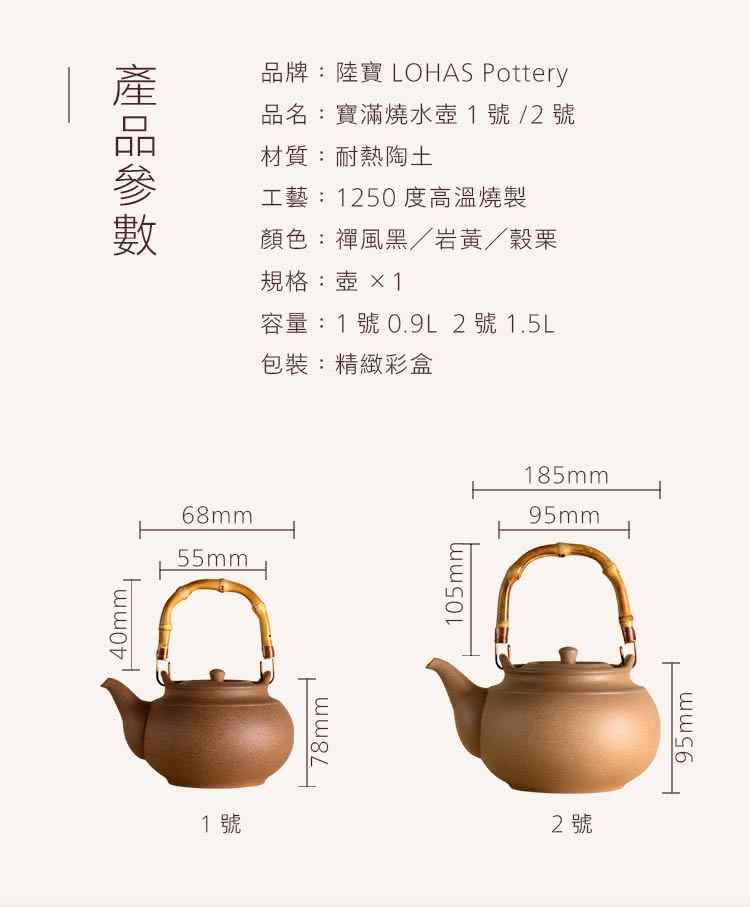 產品參數
品牌：陸寶 LOHAS Pottery
品名：寶滿燒水壺 1 號 /2 號
材質：耐熱陶土
工藝：1250 度高溫燒製
顏色：禪風黑／岩黃／穀栗
規格：壺 ×1
容量：1 號 0.9L 2 號 1.5L
包裝：精緻彩盒
68mm
55mm
40mm
78mm
1 號
185mm
95mm
105mm
95mm
2 號